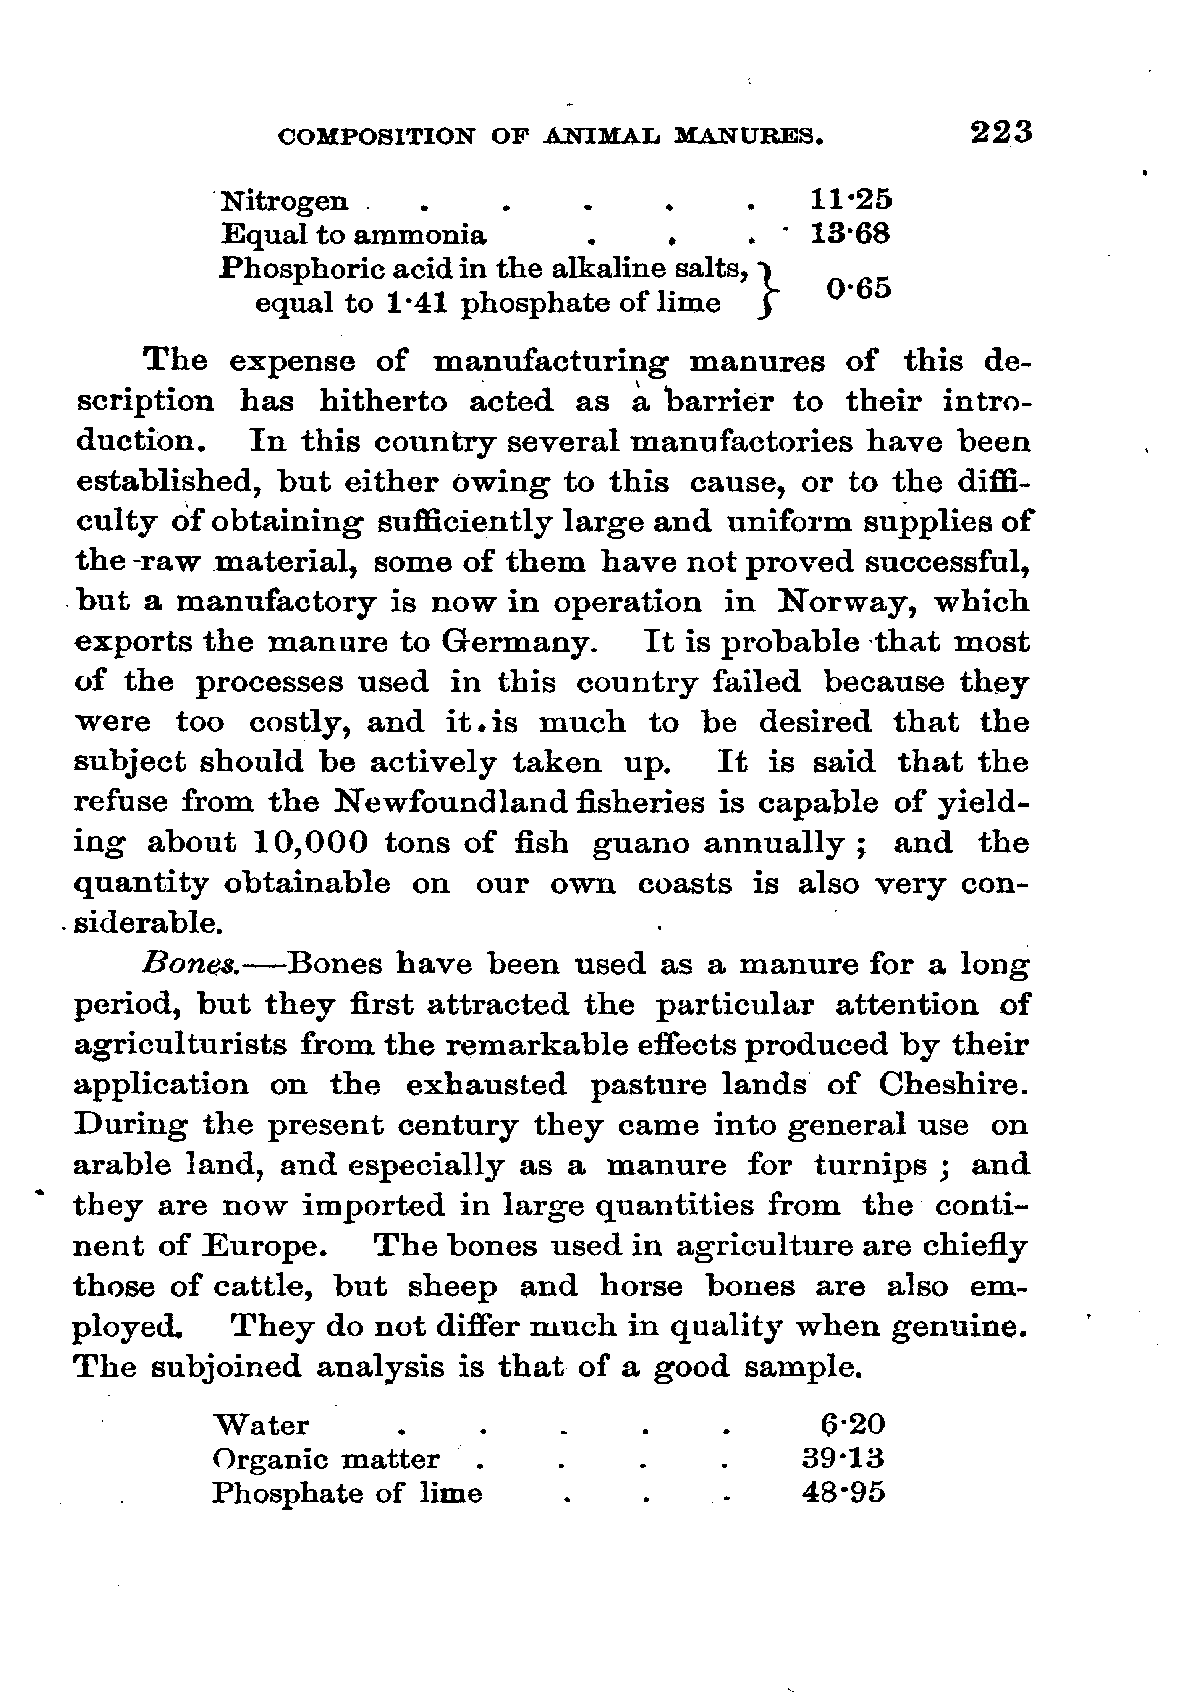 COMPOSITION OF ANIMAL MANURES. 223
Nitrogen . . . . . 11·25
Equal to ammonia . . . 13·68
Phosphoric acid in the alkaline salts, }
equal to 1·41 phosphate of lime } 0·65
The expense of manufacturing manures of this de-
scription has hitherto acted as a barrier to their intro-
duction. In this country several manufactories have been
established, but either owing to this cause, or to the diffi-
culty of obtaining sufficiently large and uniform supplies of
the raw material, some of them have not proved successful,
but a manufactory is now in operation in Norway, which
exports the manure to Germany. It is probable that most
of the processes used in this country failed because they
were too costly, and it is much to be desired that the
subject should be actively taken up. It is said that the
refuse from the Newfoundland fisheries is capable of yield-
ing about 10,000 tons of fish guano annually ; and the
quantity obtainable on our own coasts is also very con-
siderable.
Bones.—Bones have been used as a manure for a long
period, but they first attracted the particular attention of
agriculturists from the remarkable effects produced by their
application on the exhausted pasture lands of Cheshire.
During the present century they came into general use on
arable land, and especially as a manure for turnips ; and
they are now imported in large quantities from the conti-
nent of Europe. The bones used in agriculture are chiefly
those of cattle, but sheep and horse bones are also em-
ployed. They do not differ much in quality when genuine.
The subjoined analysis is that of a good sample.
Water . . . . . 6·20
Organic matter . . . . 39·13
Phosphate of lime . . . 48·95